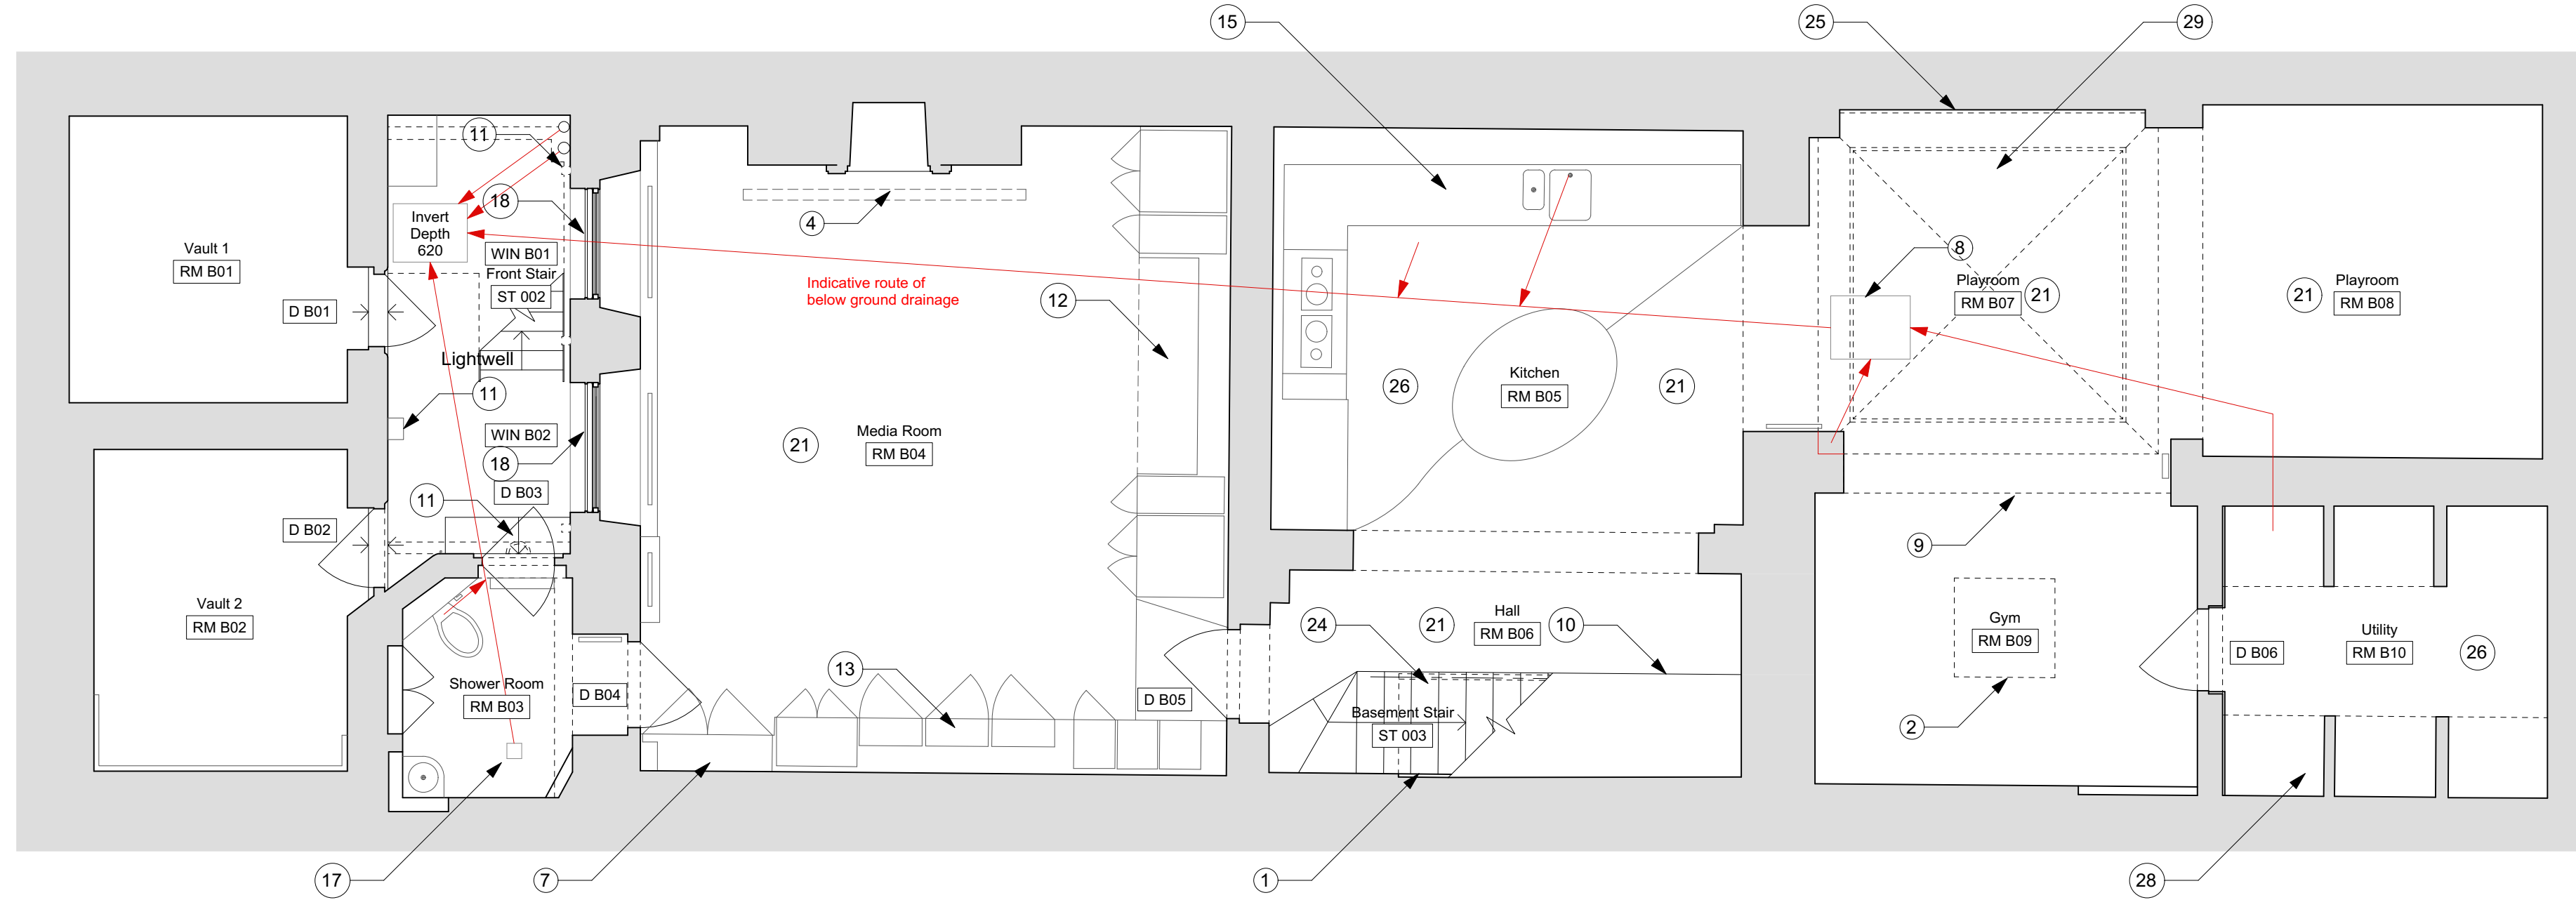 15
25
29
11
18
Invert
Depth
620
WIN B01
Front Stair
ST 002
Vault 1
RM B01
D B01
Lightwell
11
WIN B02
18
D B03
11
D B02
Vault 2
RM B02
Shower Room
RM B03
D B04
17
4
Indicative route of
below ground drainage
12
21
Media Room
RM B04
13
D B05
7
26
Kitchen
RM B05
21
24
21
Hall
RM B06
10
Basement Stair
ST 003
1
8
Playroom
RM B07
21
21
Playroom
RM B08
9
Gym
RM B09
2
D B06
Utility
RM B10
26
28